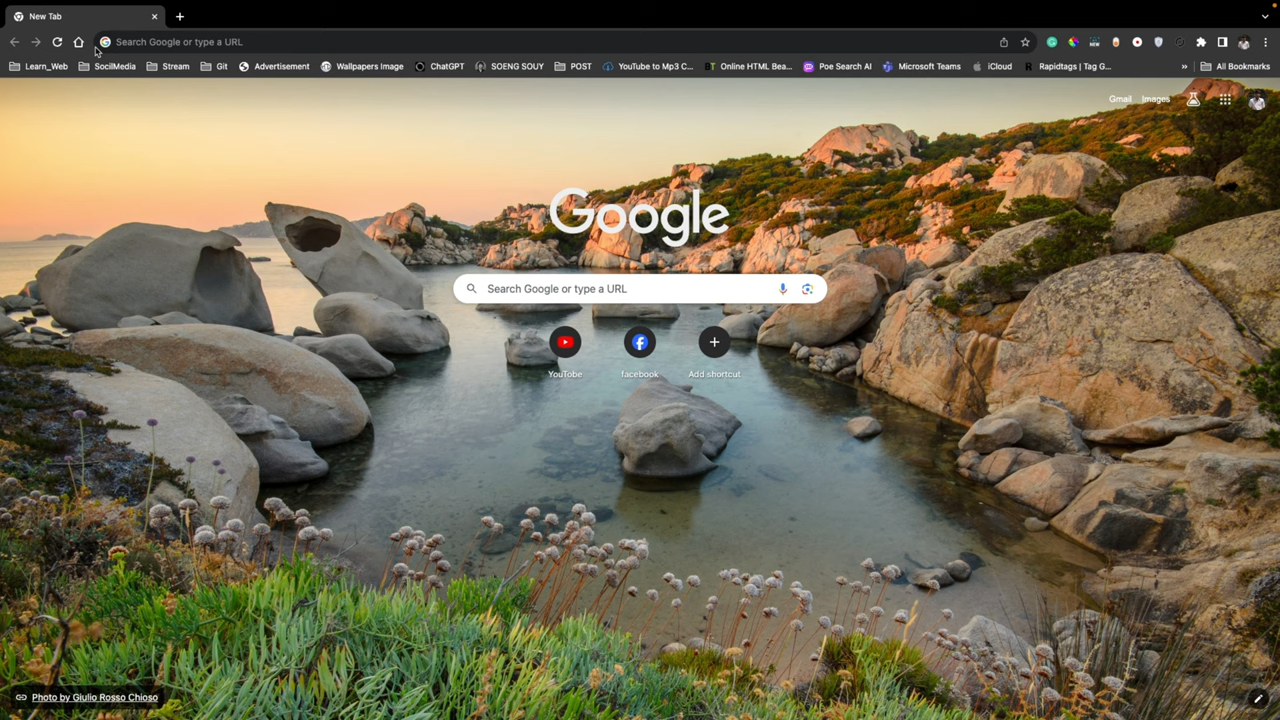 New Tab
Search Google or type a URL
Learn_Web SocilMedia Stream Git Advertisement Wallpapers Image ChatGPT SOENG SOUY POST YouTube to Mp3 C... BT Online HTML Bea... Poe Search AI Microsoft Teams iCloud R Rapidtags | Tag G... » All Bookmarks
Gmail Images
Google
Search Google or type a URL
YouTube facebook Add shortcut
Photo by Giulio Rosso Chioso